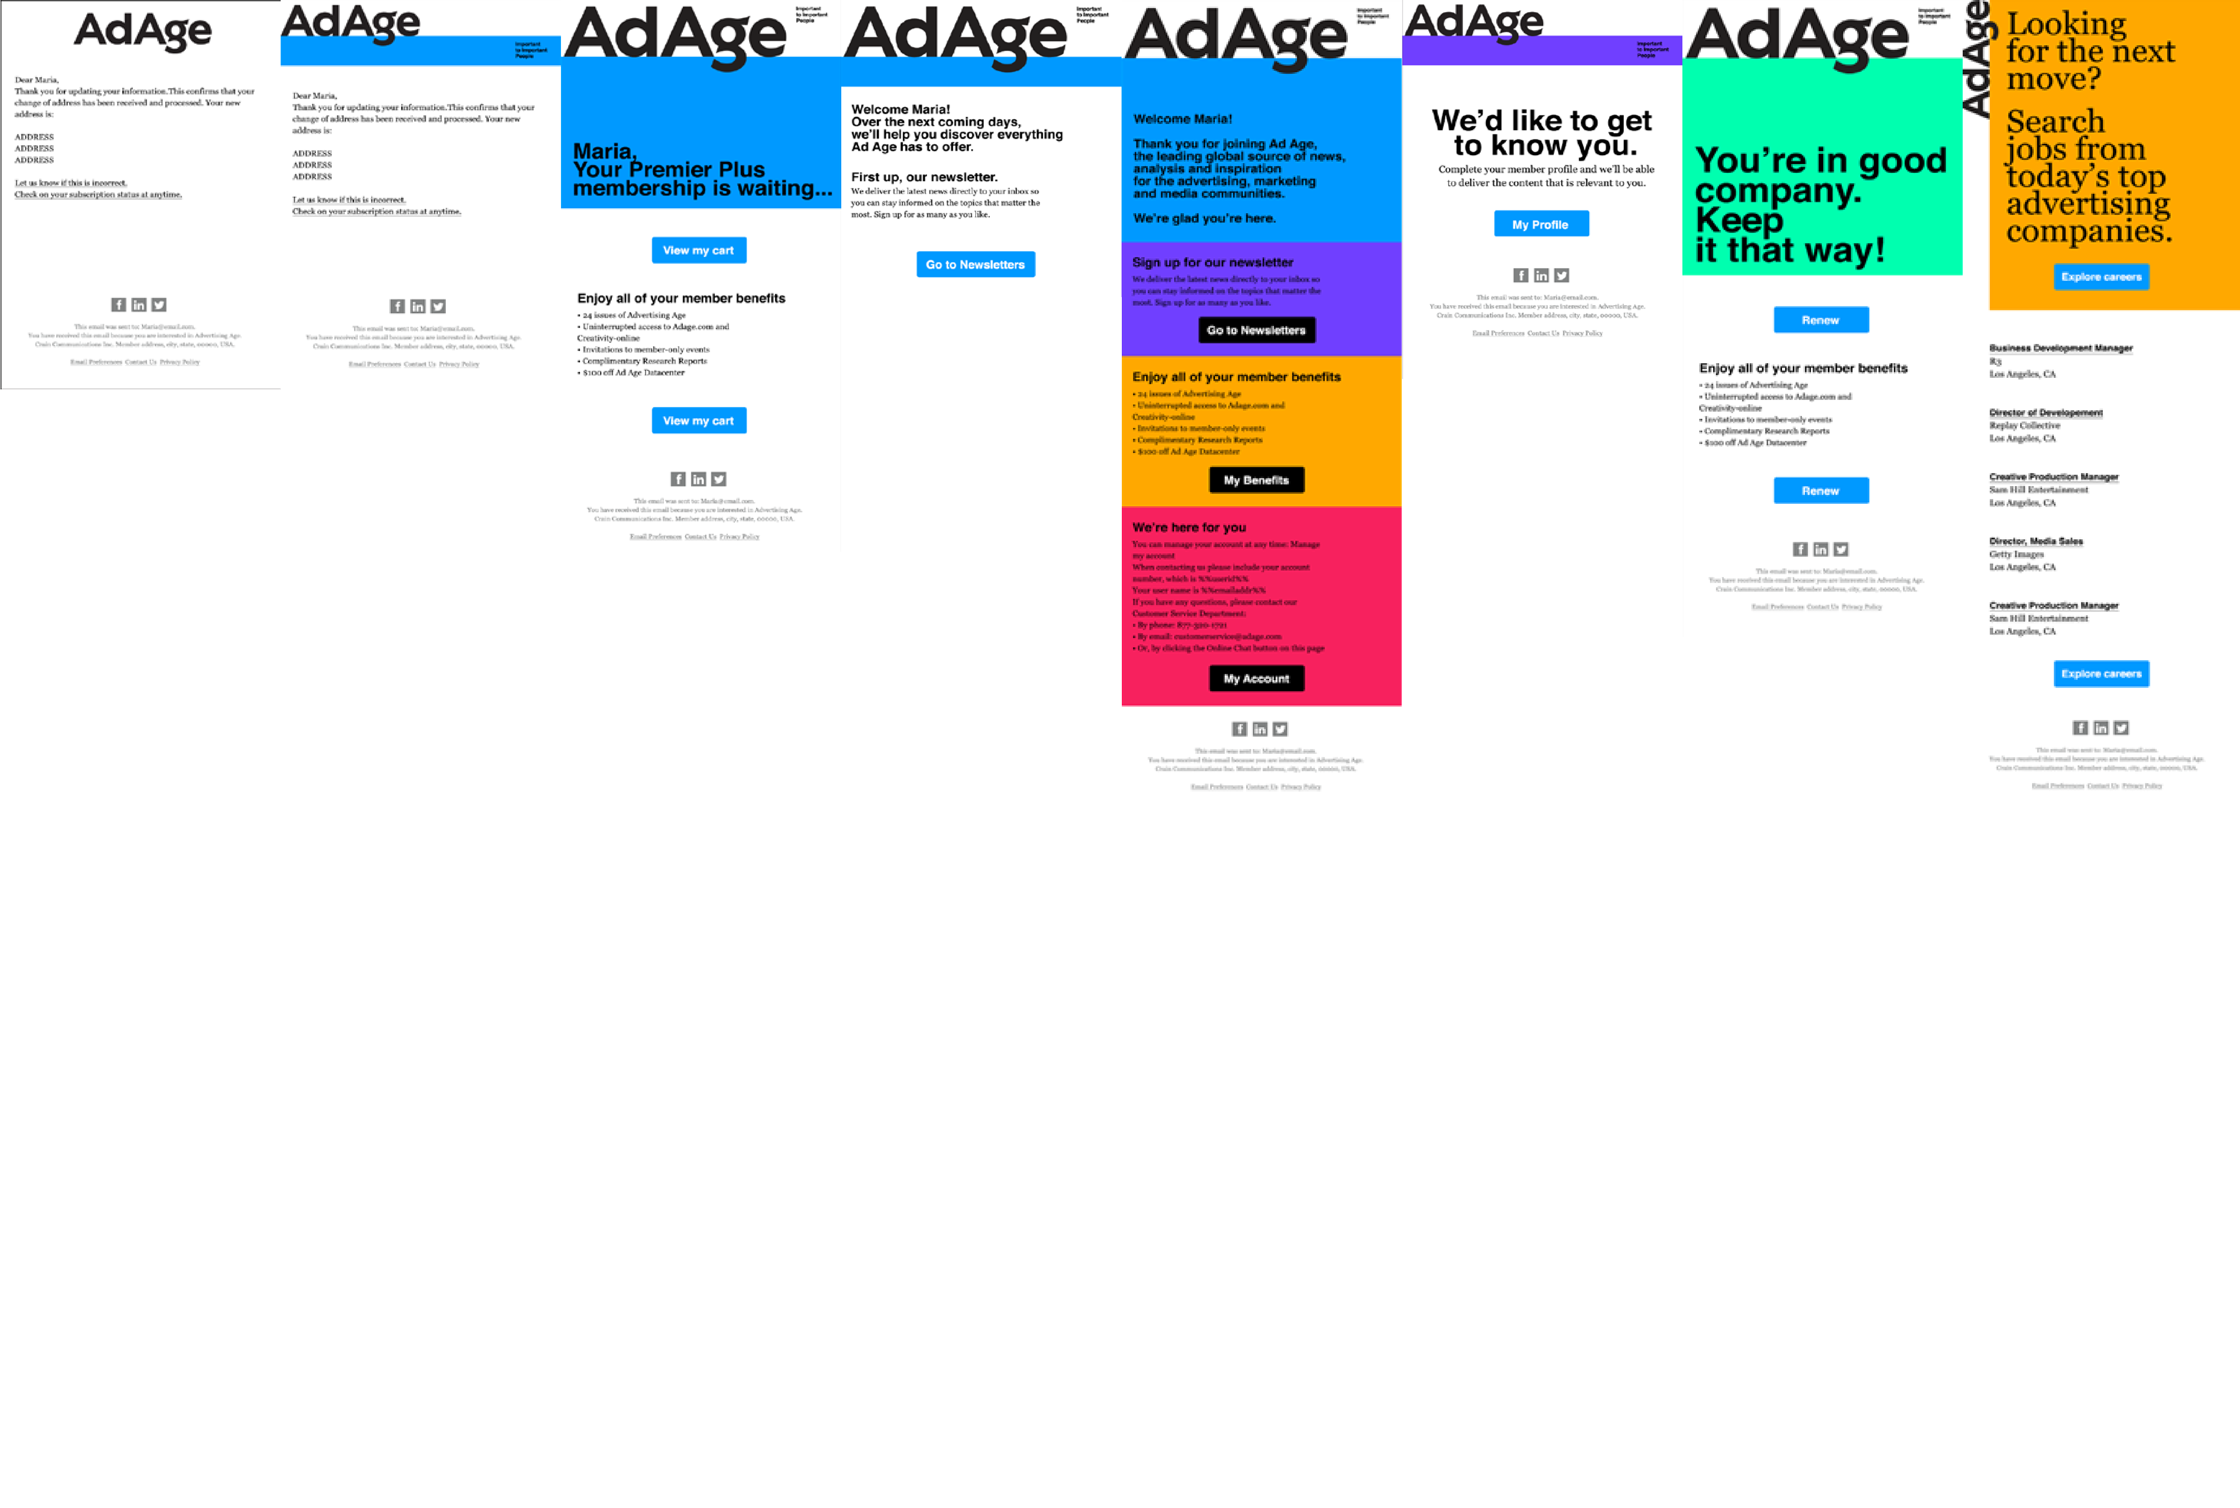 AdAge
Dear Maria,
Thank you for updating your information.This confirms that your
change of address has been received and processed. Your new
address is:
ADDRESS
ADDRESS
ADDRESS
Let us know if this is incorrect.
Check on your subscription status at anytime.
This email was sent to: Maria@email.com.
You have received this email because you are interested in Advertising Age.
Crain Communications Inc. Member address, city, state, 00000, USA.
Email Preferences Contact Us Privacy Policy
AdAge
Important
to Important
People
Dear Maria,
Thank you for updating your information.This confirms that your
change of address has been received and processed. Your new
address is:
ADDRESS
ADDRESS
ADDRESS
Let us know if this is incorrect.
Check on your subscription status at anytime.
This email was sent to: Maria@email.com.
You have received this email because you are interested in Advertising Age.
Crain Communications Inc. Member address, city, state, 00000, USA.
Email Preferences Contact Us Privacy Policy
AdAge
Important
to Important
People
Maria,
Your Premier Plus
membership is waiting...
View my cart
Enjoy all of your member benefits
• 24 issues of Advertising Age
• Uninterrupted access to Adage.com and
Creativity-online
• Invitations to member-only events
• Complimentary Research Reports
• $100 off Ad Age Datacenter
View my cart
This email was sent to: Maria@email.com.
You have received this email because you are interested in Advertising Age.
Crain Communications Inc. Member address, city, state, 00000, USA.
Email Preferences Contact Us Privacy Policy
AdAge
Important
to Important
People
Welcome Maria!
Over the next coming days,
we'll help you discover everything
Ad Age has to offer.
First up, our newsletter.
We deliver the latest news directly to your inbox so
you can stay informed on the topics that matter the
most. Sign up for as many as you like.
Go to Newsletters
AdAge
Important
to Important
People
Welcome Maria!
Thank you for joining Ad Age,
the leading global source of news,
analysis and inspiration
for the advertising, marketing
and media communities.
We're glad you're here.
Sign up for our newsletter
We deliver the latest news directly to your inbox so
you can stay informed on the topics that matter the
most. Sign up for as many as you like.
Go to Newsletters
Enjoy all of your member benefits
• 24 issues of Advertising Age
• Uninterrupted access to Adage.com and
Creativity-online
• Invitations to member-only events
• Complimentary Research Reports
• $100 off Ad Age Datacenter
My Benefits
We're here for you
You can manage your account at any time: Manage
my account
When contacting us please include your account
number, which is %%userid%%
Your user name is %%emailaddr%%
If you have any questions, please contact our
Customer Service Department:
• By phone: 877-320-1721
• By email: customerservice@adage.com
• Or, by clicking the Online Chat button on this page
My Account
This email was sent to: Maria@email.com.
You have received this email because you are interested in Advertising Age.
Crain Communications Inc. Member address, city, state, 00000, USA.
Email Preferences Contact Us Privacy Policy
AdAge
Important
to Important
People
We'd like to get
to know you.
Complete your member profile and we'll be able
to deliver the content that is relevant to you.
My Profile
This email was sent to: Maria@email.com.
You have received this email because you are interested in Advertising Age.
Crain Communications Inc. Member address, city, state, 00000, USA.
Email Preferences Contact Us Privacy Policy
AdAge
Important
to Important
People
You're in good
company.
Keep
it that way!
Renew
Enjoy all of your member benefits
• 24 issues of Advertising Age
• Uninterrupted access to Adage.com and
Creativity-online
• Invitations to member-only events
• Complimentary Research Reports
• $100 off Ad Age Datacenter
Renew
This email was sent to: Maria@email.com.
You have received this email because you are interested in Advertising Age.
Crain Communications Inc. Member address, city, state, 00000, USA.
Email Preferences Contact Us Privacy Policy
AdAge
Looking
for the next
move?
Search
jobs from
today's top
advertising
companies.
Explore careers
Business Development Manager
R3
Los Angeles, CA
Director of Developement
Replay Collective
Los Angeles, CA
Creative Production Manager
Sam Hill Entertainment
Los Angeles, CA
Director, Media Sales
Getty Images
Los Angeles, CA
Creative Production Manager
Sam Hill Entertainment
Los Angeles, CA
Explore careers
This email was sent to: Maria@email.com.
You have received this email because you are interested in Advertising Age.
Crain Communications Inc. Member address, city, state, 00000, USA.
Email Preferences Contact Us Privacy Policy